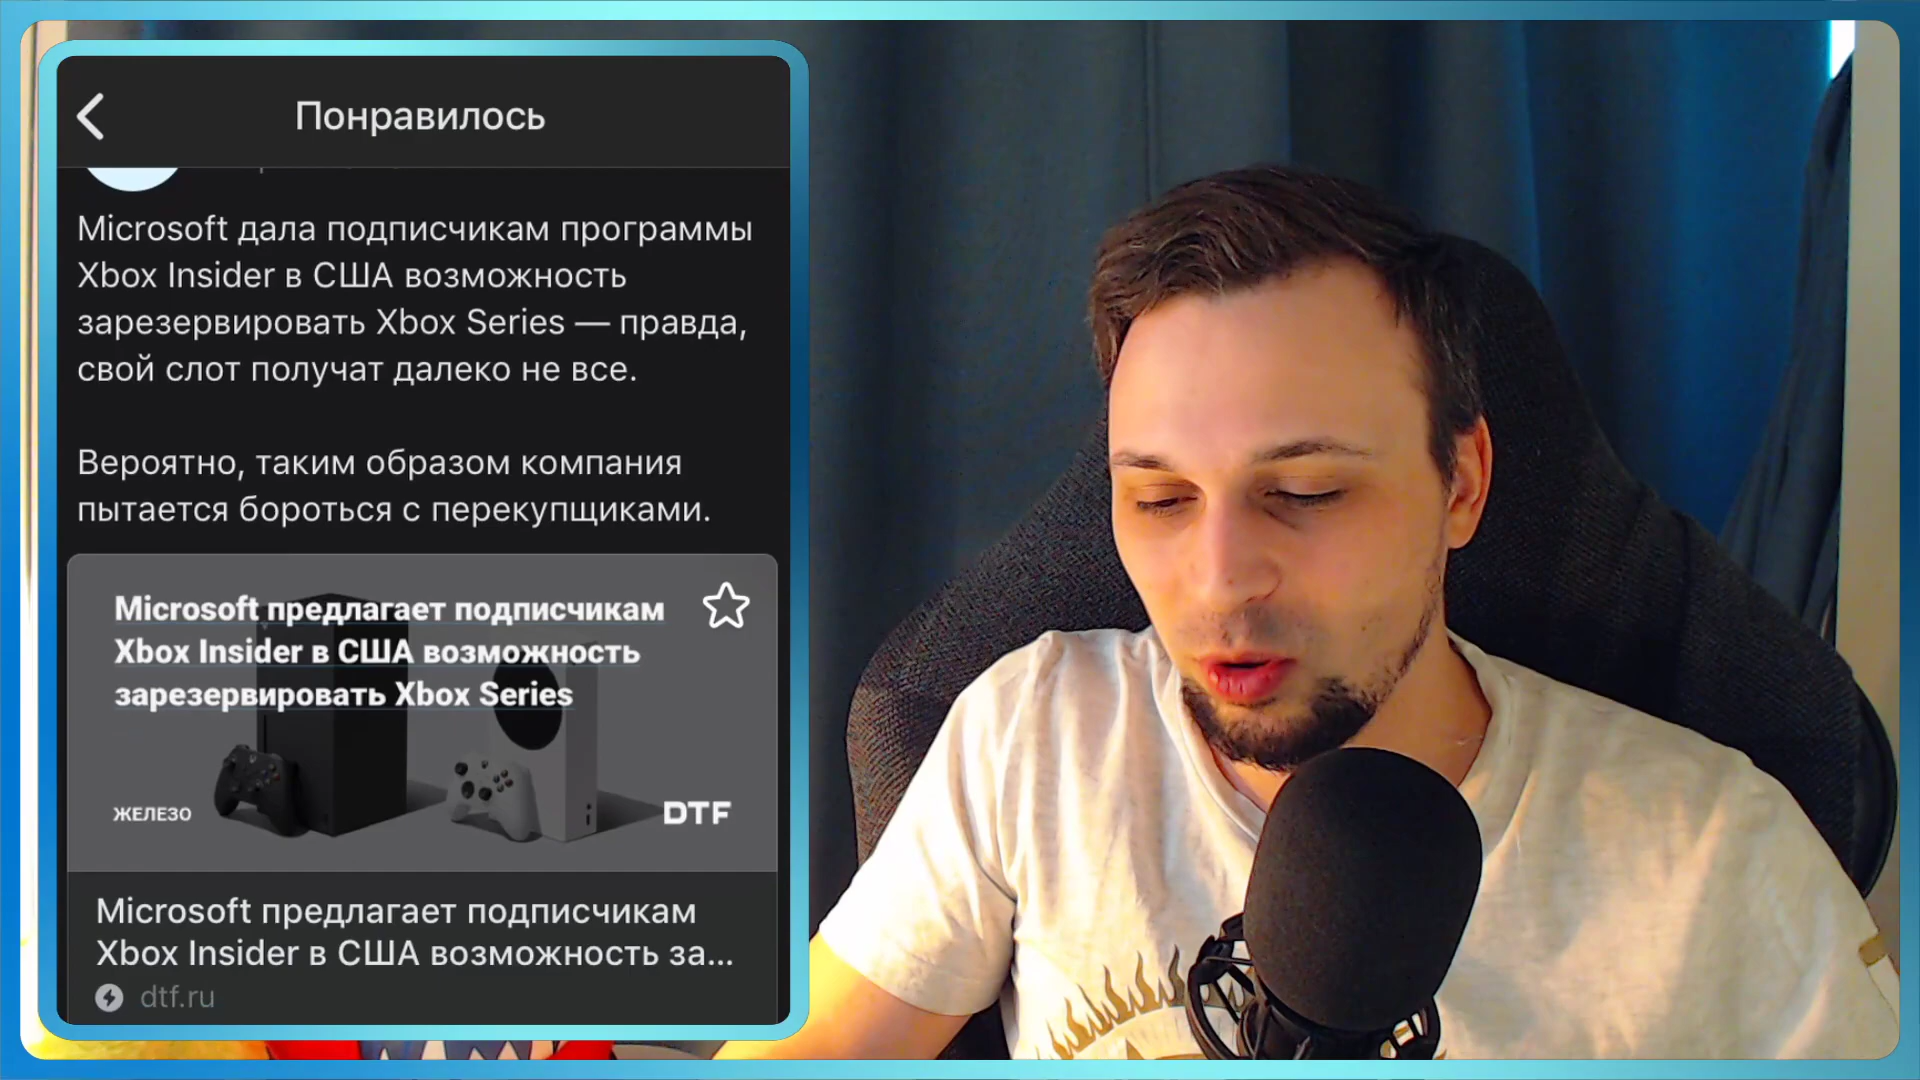 Понравилось
Microsoft дала подписчикам программы
Xbox Insider в США возможность
зарезервировать Xbox Series — правда,
свой слот получат далеко не все.
Вероятно, таким образом компания
пытается бороться с перекупщиками.
Microsoft предлагает подписчикам
Xbox Insider в США возможность
зарезервировать Xbox Series
ЖЕЛЕЗО
DTF
Microsoft предлагает подписчикам
Xbox Insider в США возможность за...
dtf.ru